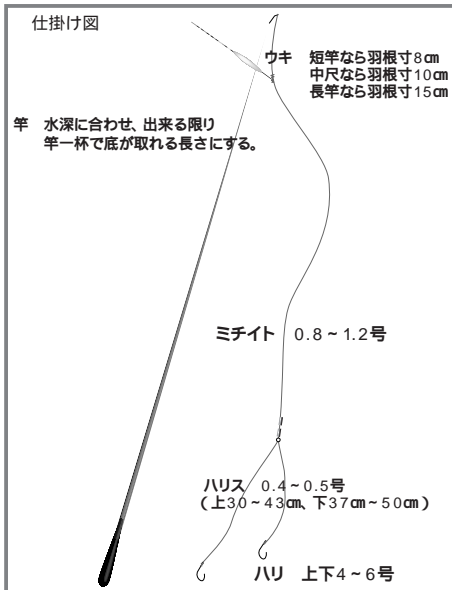 仕掛け図
ウキ 短竿なら羽根寸8㎝
中尺なら羽根寸10㎝
長竿なら羽根寸15㎝
竿 水深に合わせ、出来る限り
竿一杯で底が取れる長さにする。
ミチイト 0.8~1.2号
ハリス 0.4~0.5号
(上30~43㎝、下37㎝~50㎝)
ハリ 上下4~6号